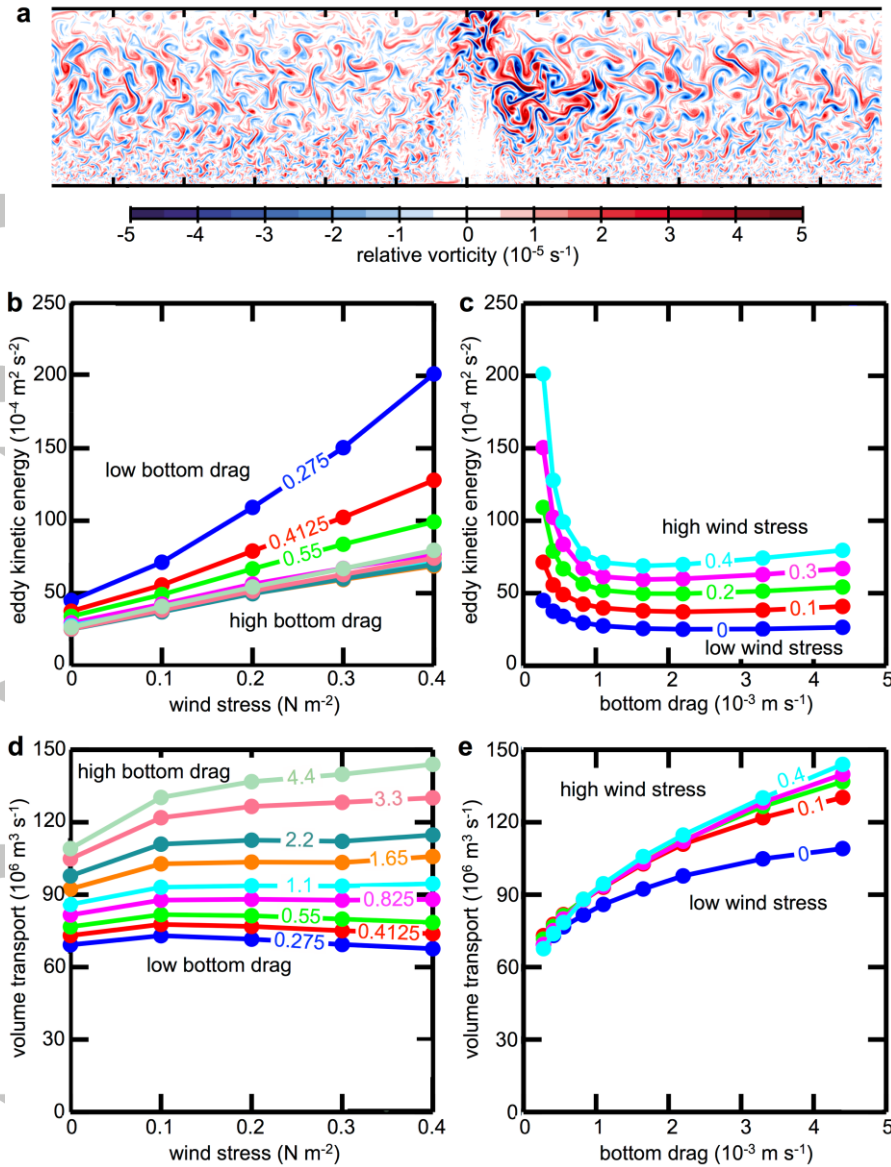 a
-5 -4 -3 -2 -1 0 1 2 3 4 5
relative vorticity (10⁻⁵ s⁻¹)
b
250
200
150
100
50
0
eddy kinetic energy (10⁻⁴ m² s⁻²)
low bottom drag
0.275
0.4125
0.55
high bottom drag
0 0.1 0.2 0.3 0.4
wind stress (N m⁻²)
c
250
200
150
100
50
0
eddy kinetic energy (10⁻⁴ m² s⁻²)
high wind stress
0.4
0.3
0.2
0.1
0
low wind stress
0 1 2 3 4 5
bottom drag (10⁻³ m s⁻¹)
d
150
120
90
60
30
0
volume transport (10⁶ m³ s⁻¹)
high bottom drag
4.4
3.3
2.2
1.65
1.1
0.825
0.55
0.4125
0.275
low bottom drag
0 0.1 0.2 0.3 0.4
wind stress (N m⁻²)
e
150
120
90
60
30
0
volume transport (10⁶ m³ s⁻¹)
high wind stress
0.4
0.1
0
low wind stress
0 1 2 3 4 5
bottom drag (10⁻³ m s⁻¹)